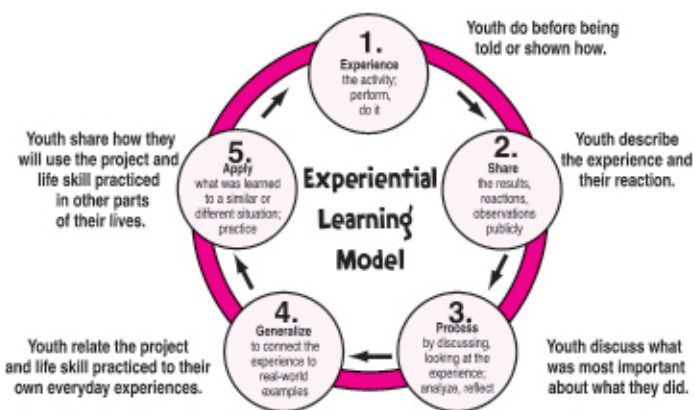 1.
Experience
the activity;
perform,
do it
Youth do before being
told or shown how.
2.
Share
the results,
reactions,
observations
publicly
Youth describe
the experience and
their reaction.
3.
Process
by discussing,
looking at the
experience;
analyze, reflect
Youth discuss what
was most important
about what they did.
4.
Generalize
to connect the
experience to
real-world
examples
Youth relate the project
and life skill practiced to their
own everyday experiences.
5.
Apply
what was learned
to a similar or
different situation;
practice
Youth share how they
will use the project and
life skill practiced
in other parts
of their lives.
Experiential
Learning
Model